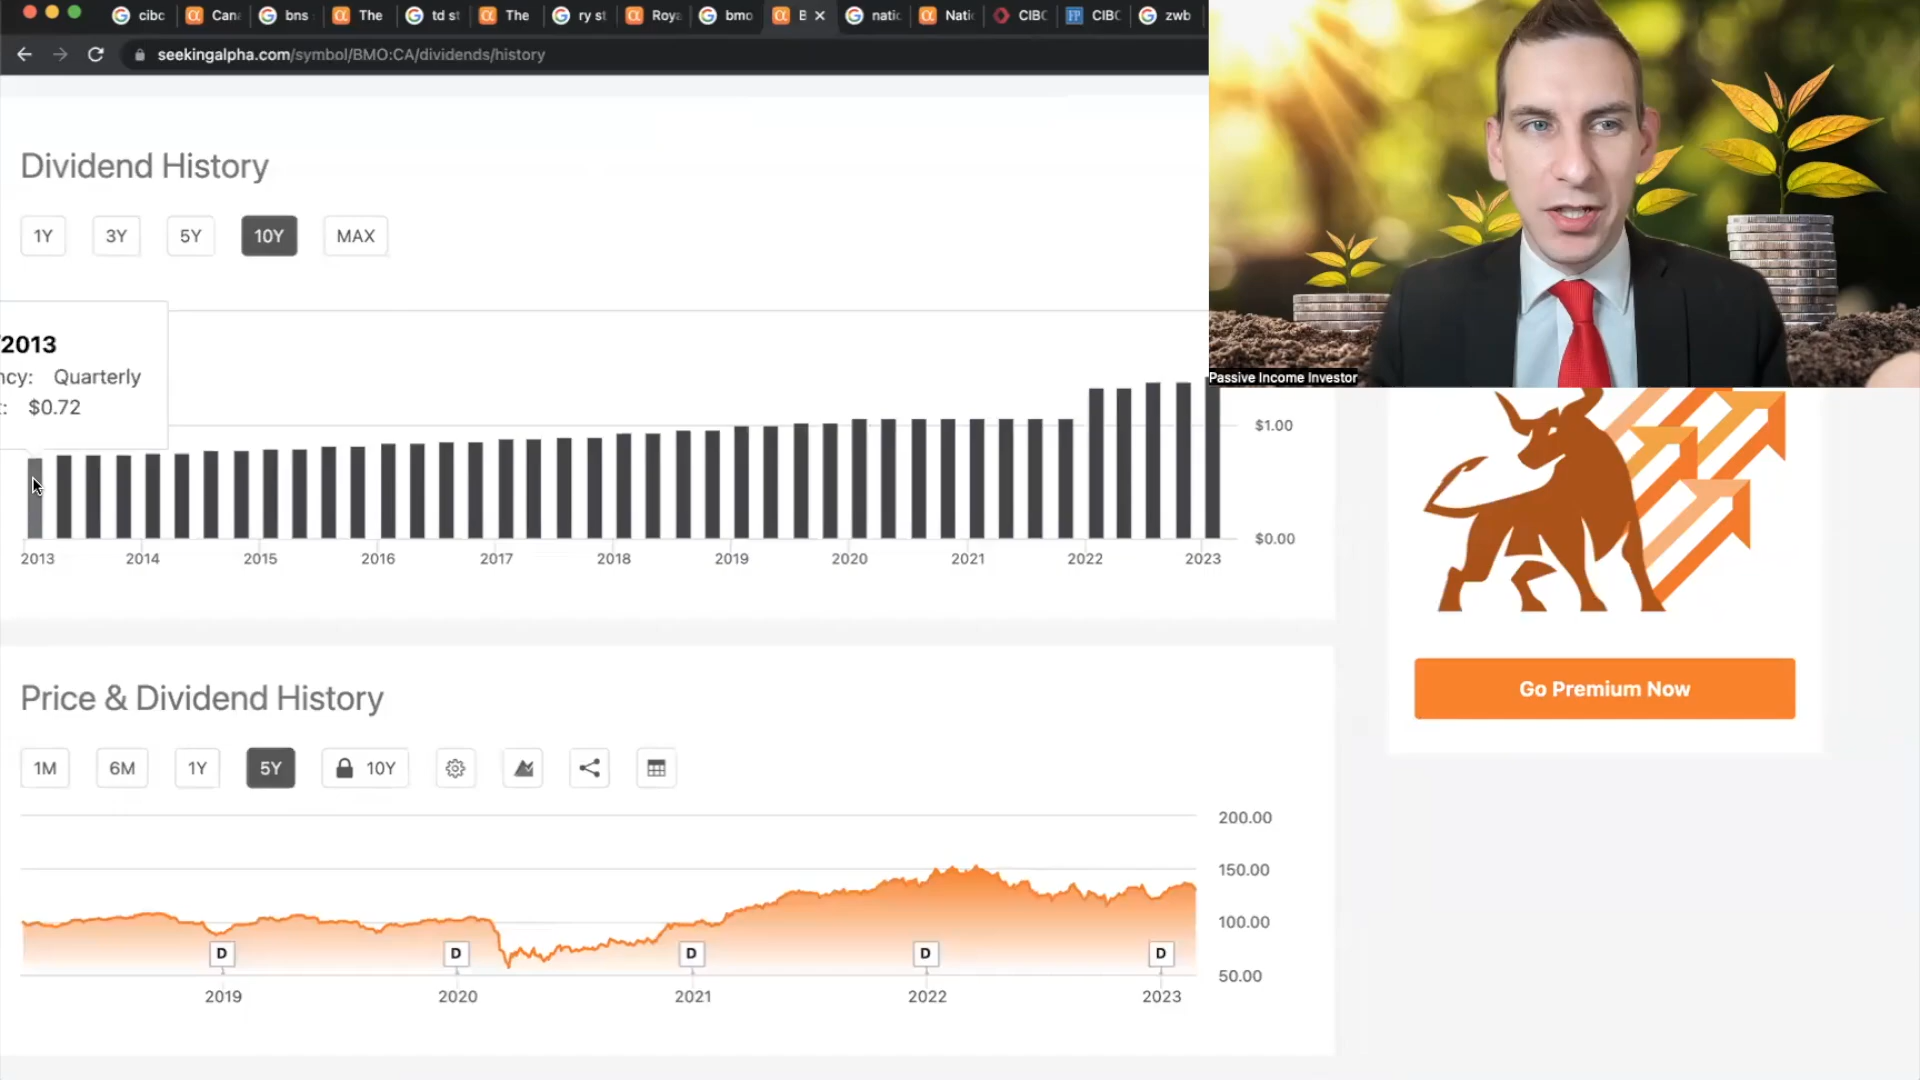 cibc
Can
bns
The
td st
The
ry st
Roya
bmo
B
natic
Nati
CIBC
CIBC
zwb
seekingalpha.com/symbol/BMO:CA/dividends/history
Dividend History
1Y 3Y 5Y 10Y MAX
/2013
ncy: Quarterly
t: $0.72
$1.00
$0.00
2013 2014 2015 2016 2017 2018 2019 2020 2021 2022 2023
Passive Income Investor
Go Premium Now
Price & Dividend History
1M 6M 1Y 5Y 10Y
200.00
150.00
100.00
50.00
D D D D D
2019 2020 2021 2022 2023